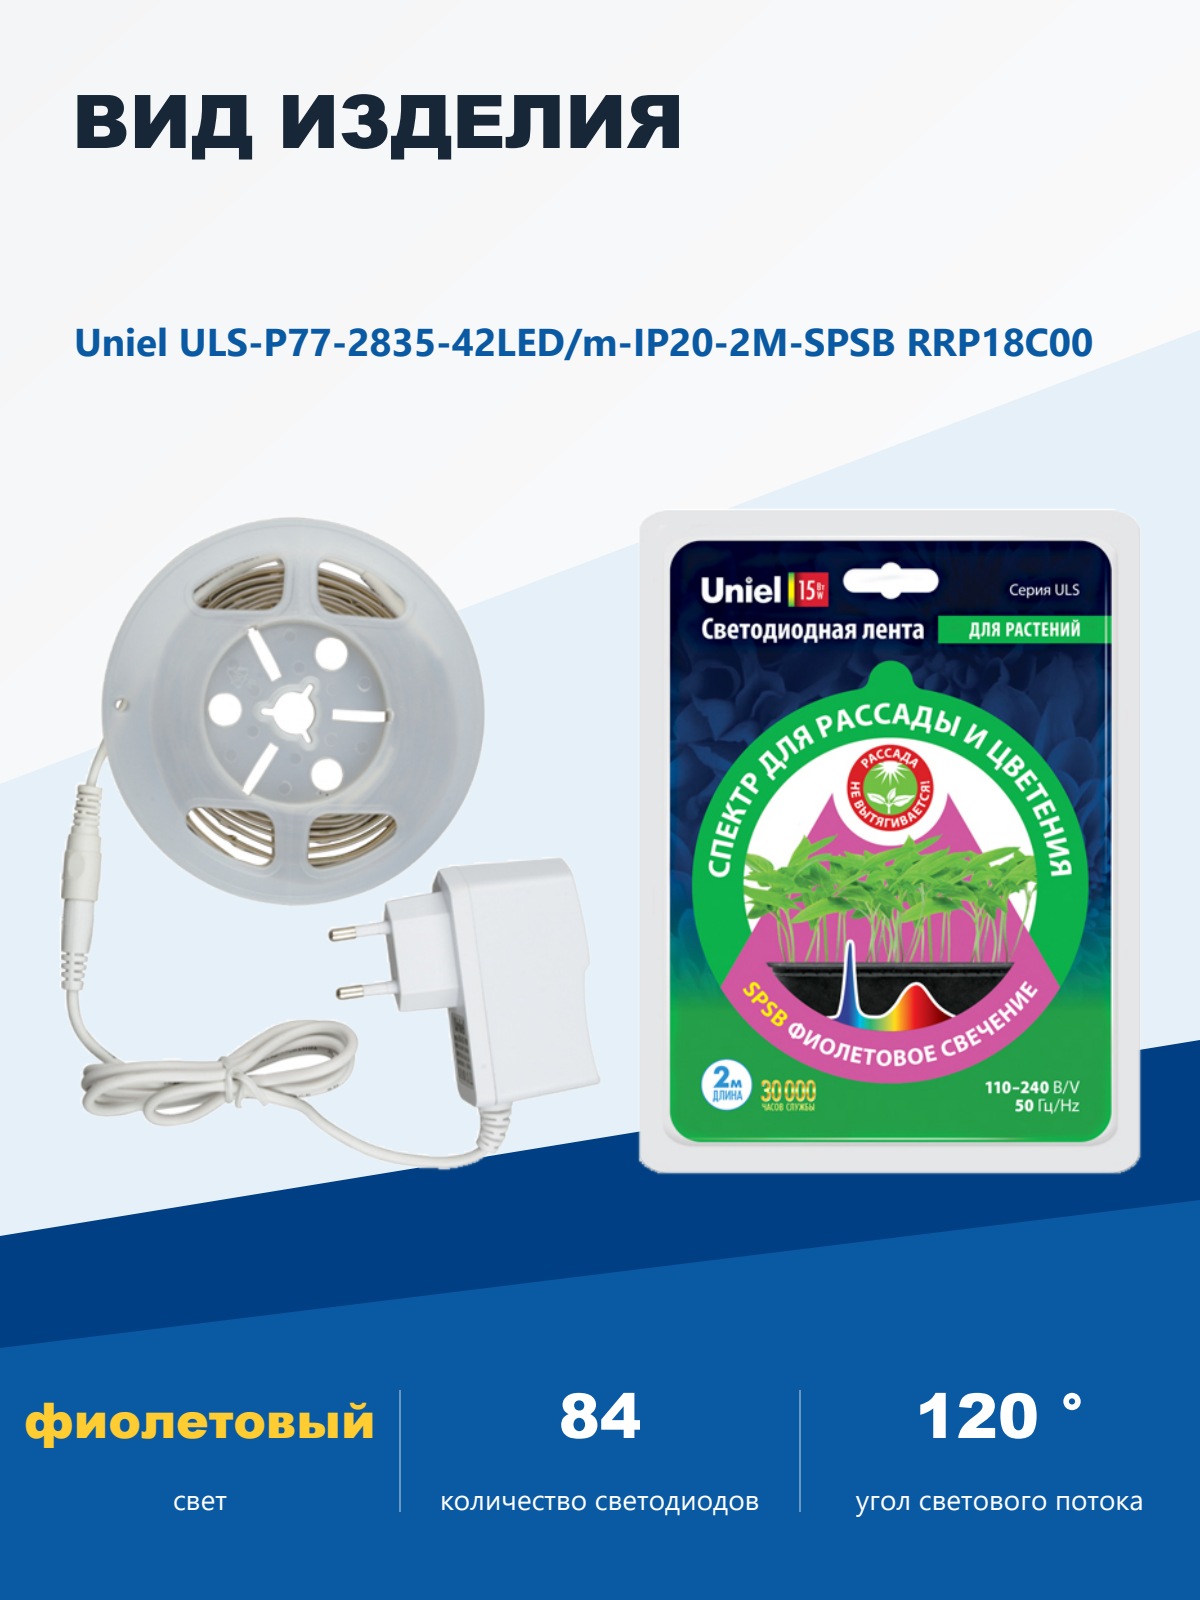 ВИД ИЗДЕЛИЯ
Uniel ULS-P77-2835-42LED/m-IP20-2M-SPSB RRP18C00
Uniel 15 Вт W
Серия ULS
Светодиодная лента
ДЛЯ РАСТЕНИЙ
СПЕКТР ДЛЯ РАССАДЫ И ЦВЕТЕНИЯ
РАССАДА
НЕ ВЫТЯГИВАЕТСЯ!
SPSB ФИОЛЕТОВОЕ СВЕЧЕНИЕ
2м
ДЛИНА
30 000
ЧАСОВ СЛУЖБЫ
110–240 В/V
50 Гц/Hz
фиолетовый
свет
84
количество светодиодов
120 °
угол светового потока